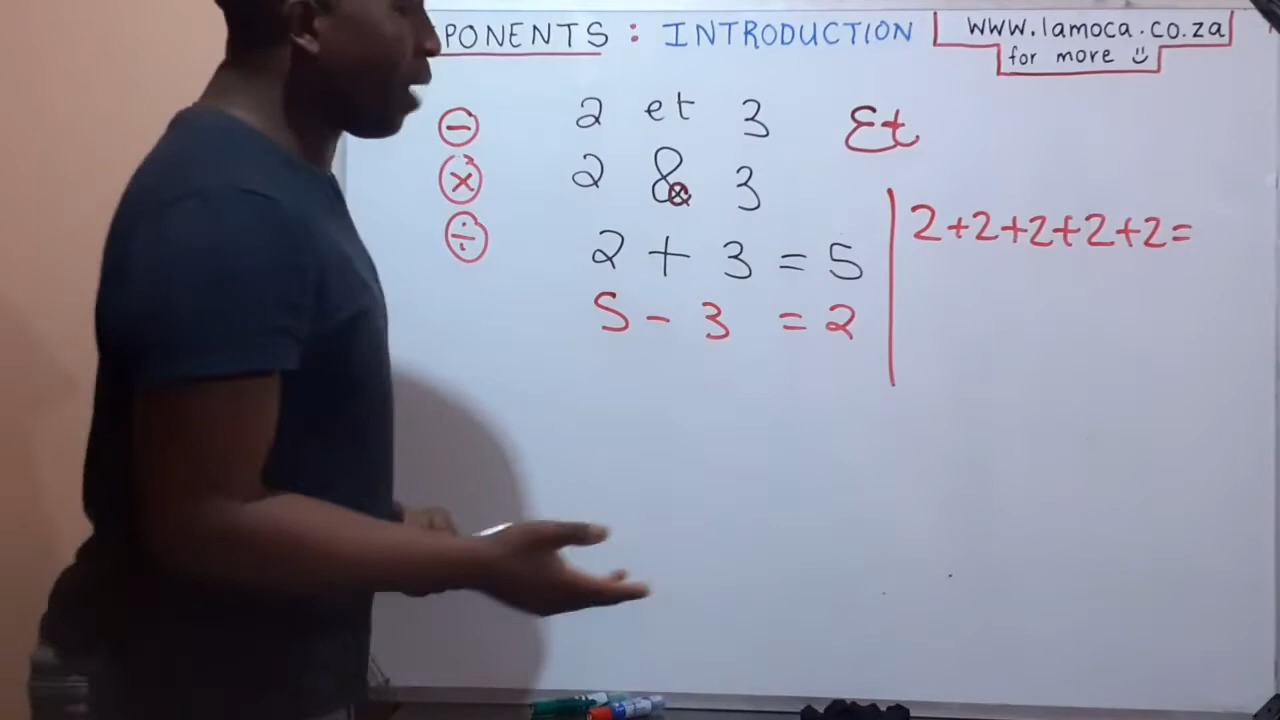 PONENTS : INTRODUCTION
www.lamoca.co.za
for more
−
×
÷
2 et 3
Et
2 & 3
2 + 3 = 5
5 - 3 = 2
2+2+2+2+2=